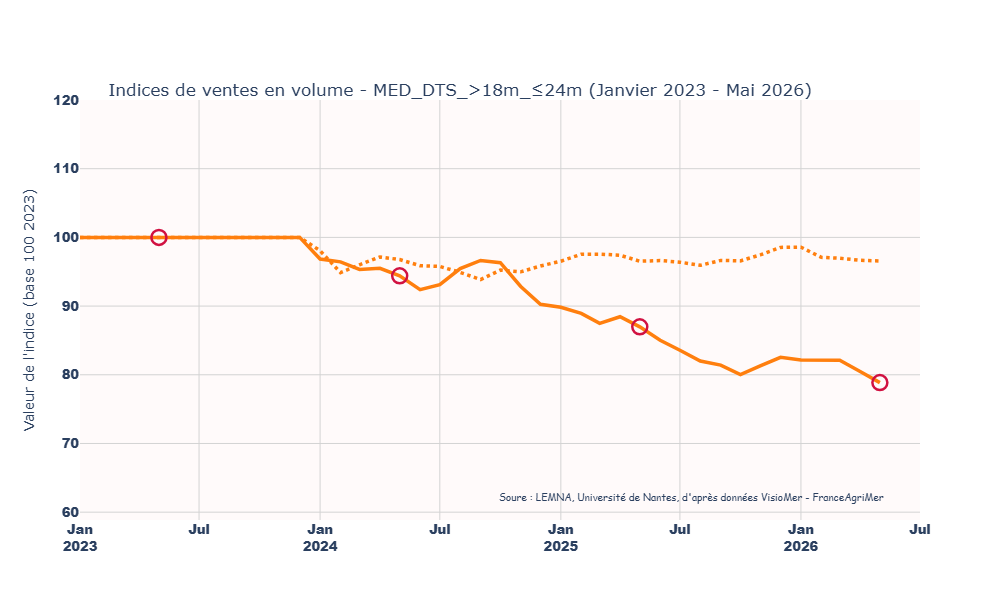 Indices de ventes en volume - MED_DTS_>18m_≤24m (Janvier 2023 - Mai 2026)
120
110
100
90
80
70
60
Valeur de l'indice (base 100 2023)
Soure : LEMNA, Université de Nantes, d'après données VisioMer - FranceAgriMer
Jan
2023
Jul
Jan
2024
Jul
Jan
2025
Jul
Jan
2026
Jul